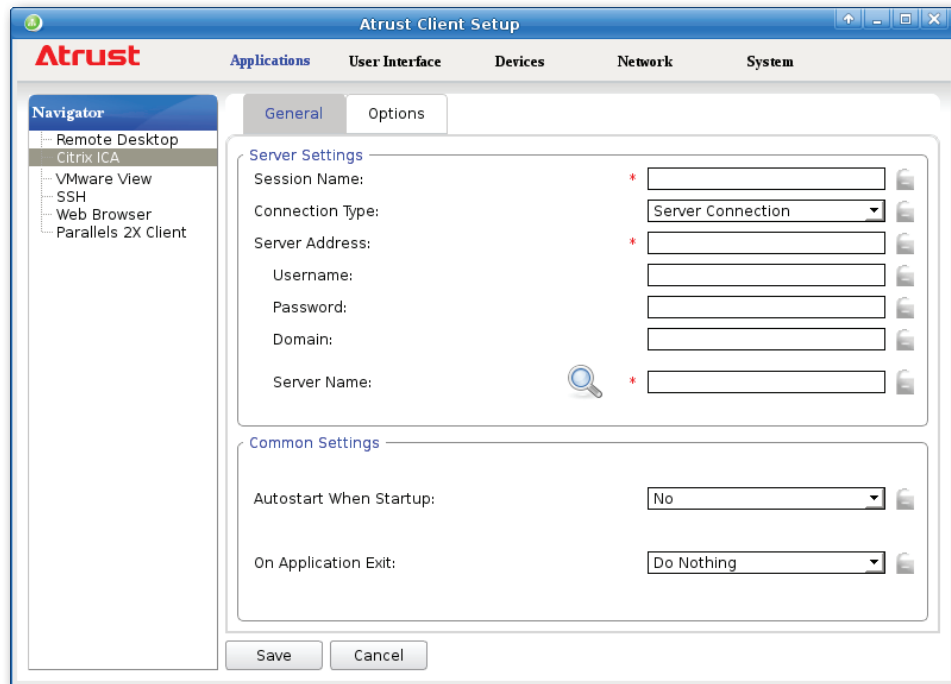 Atrust Client Setup
Atrust
Applications User Interface Devices Network System
Navigator
Remote Desktop
Citrix ICA
VMware View
SSH
Web Browser
Parallels 2X Client
General Options
Server Settings
Session Name: *
Connection Type: Server Connection
Server Address: *
Username:
Password:
Domain:
Server Name: *
Common Settings
Autostart When Startup: No
On Application Exit: Do Nothing
Save Cancel